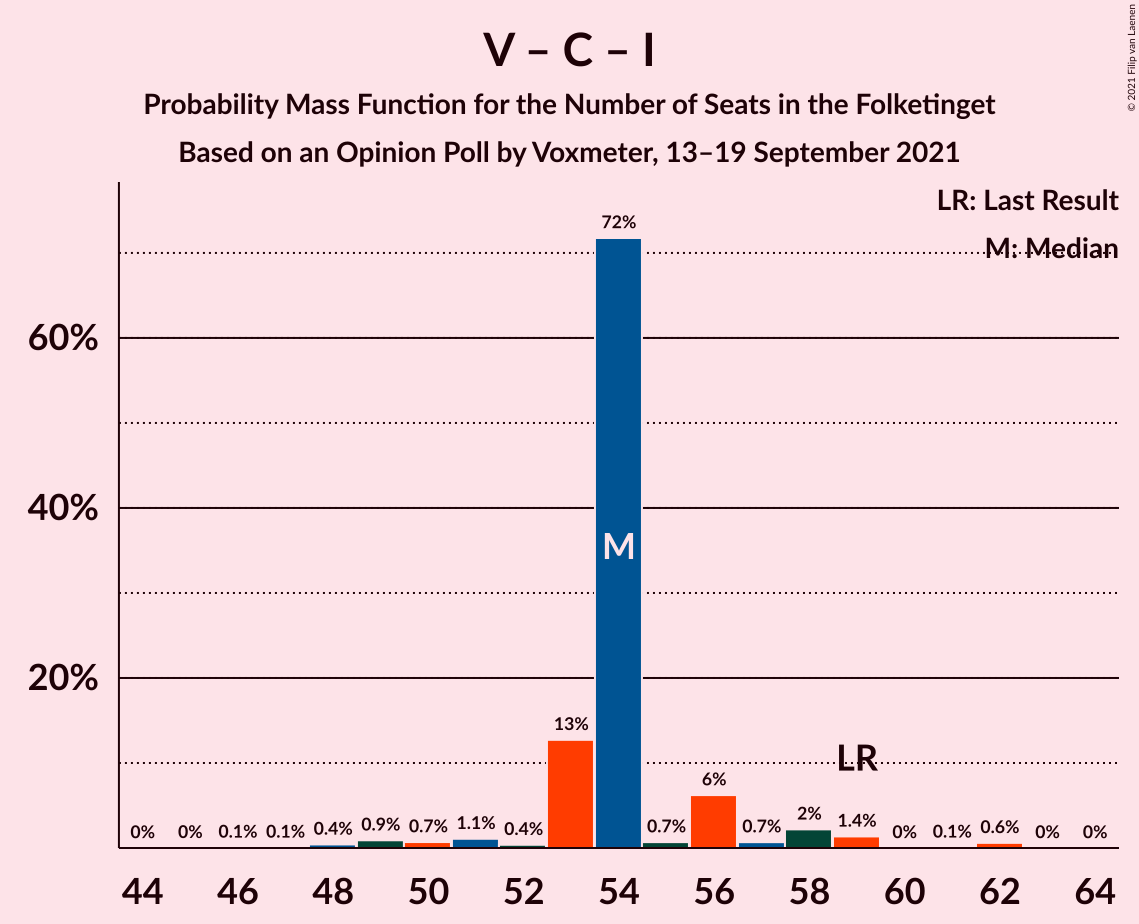 V – C – I
Probability Mass Function for the Number of Seats in the Folketinget
Based on an Opinion Poll by Voxmeter, 13–19 September 2021
© 2021 Filip van Laenen
LR: Last Result
M: Median
60%
40%
20%
0%
0%
0.1%
0.1%
0.4%
0.9%
0.7%
1.1%
0.4%
13%
72%
0.7%
6%
0.7%
2%
1.4%
0%
0.1%
0.6%
0%
0%
M
LR
44 46 48 50 52 54 56 58 60 62 64